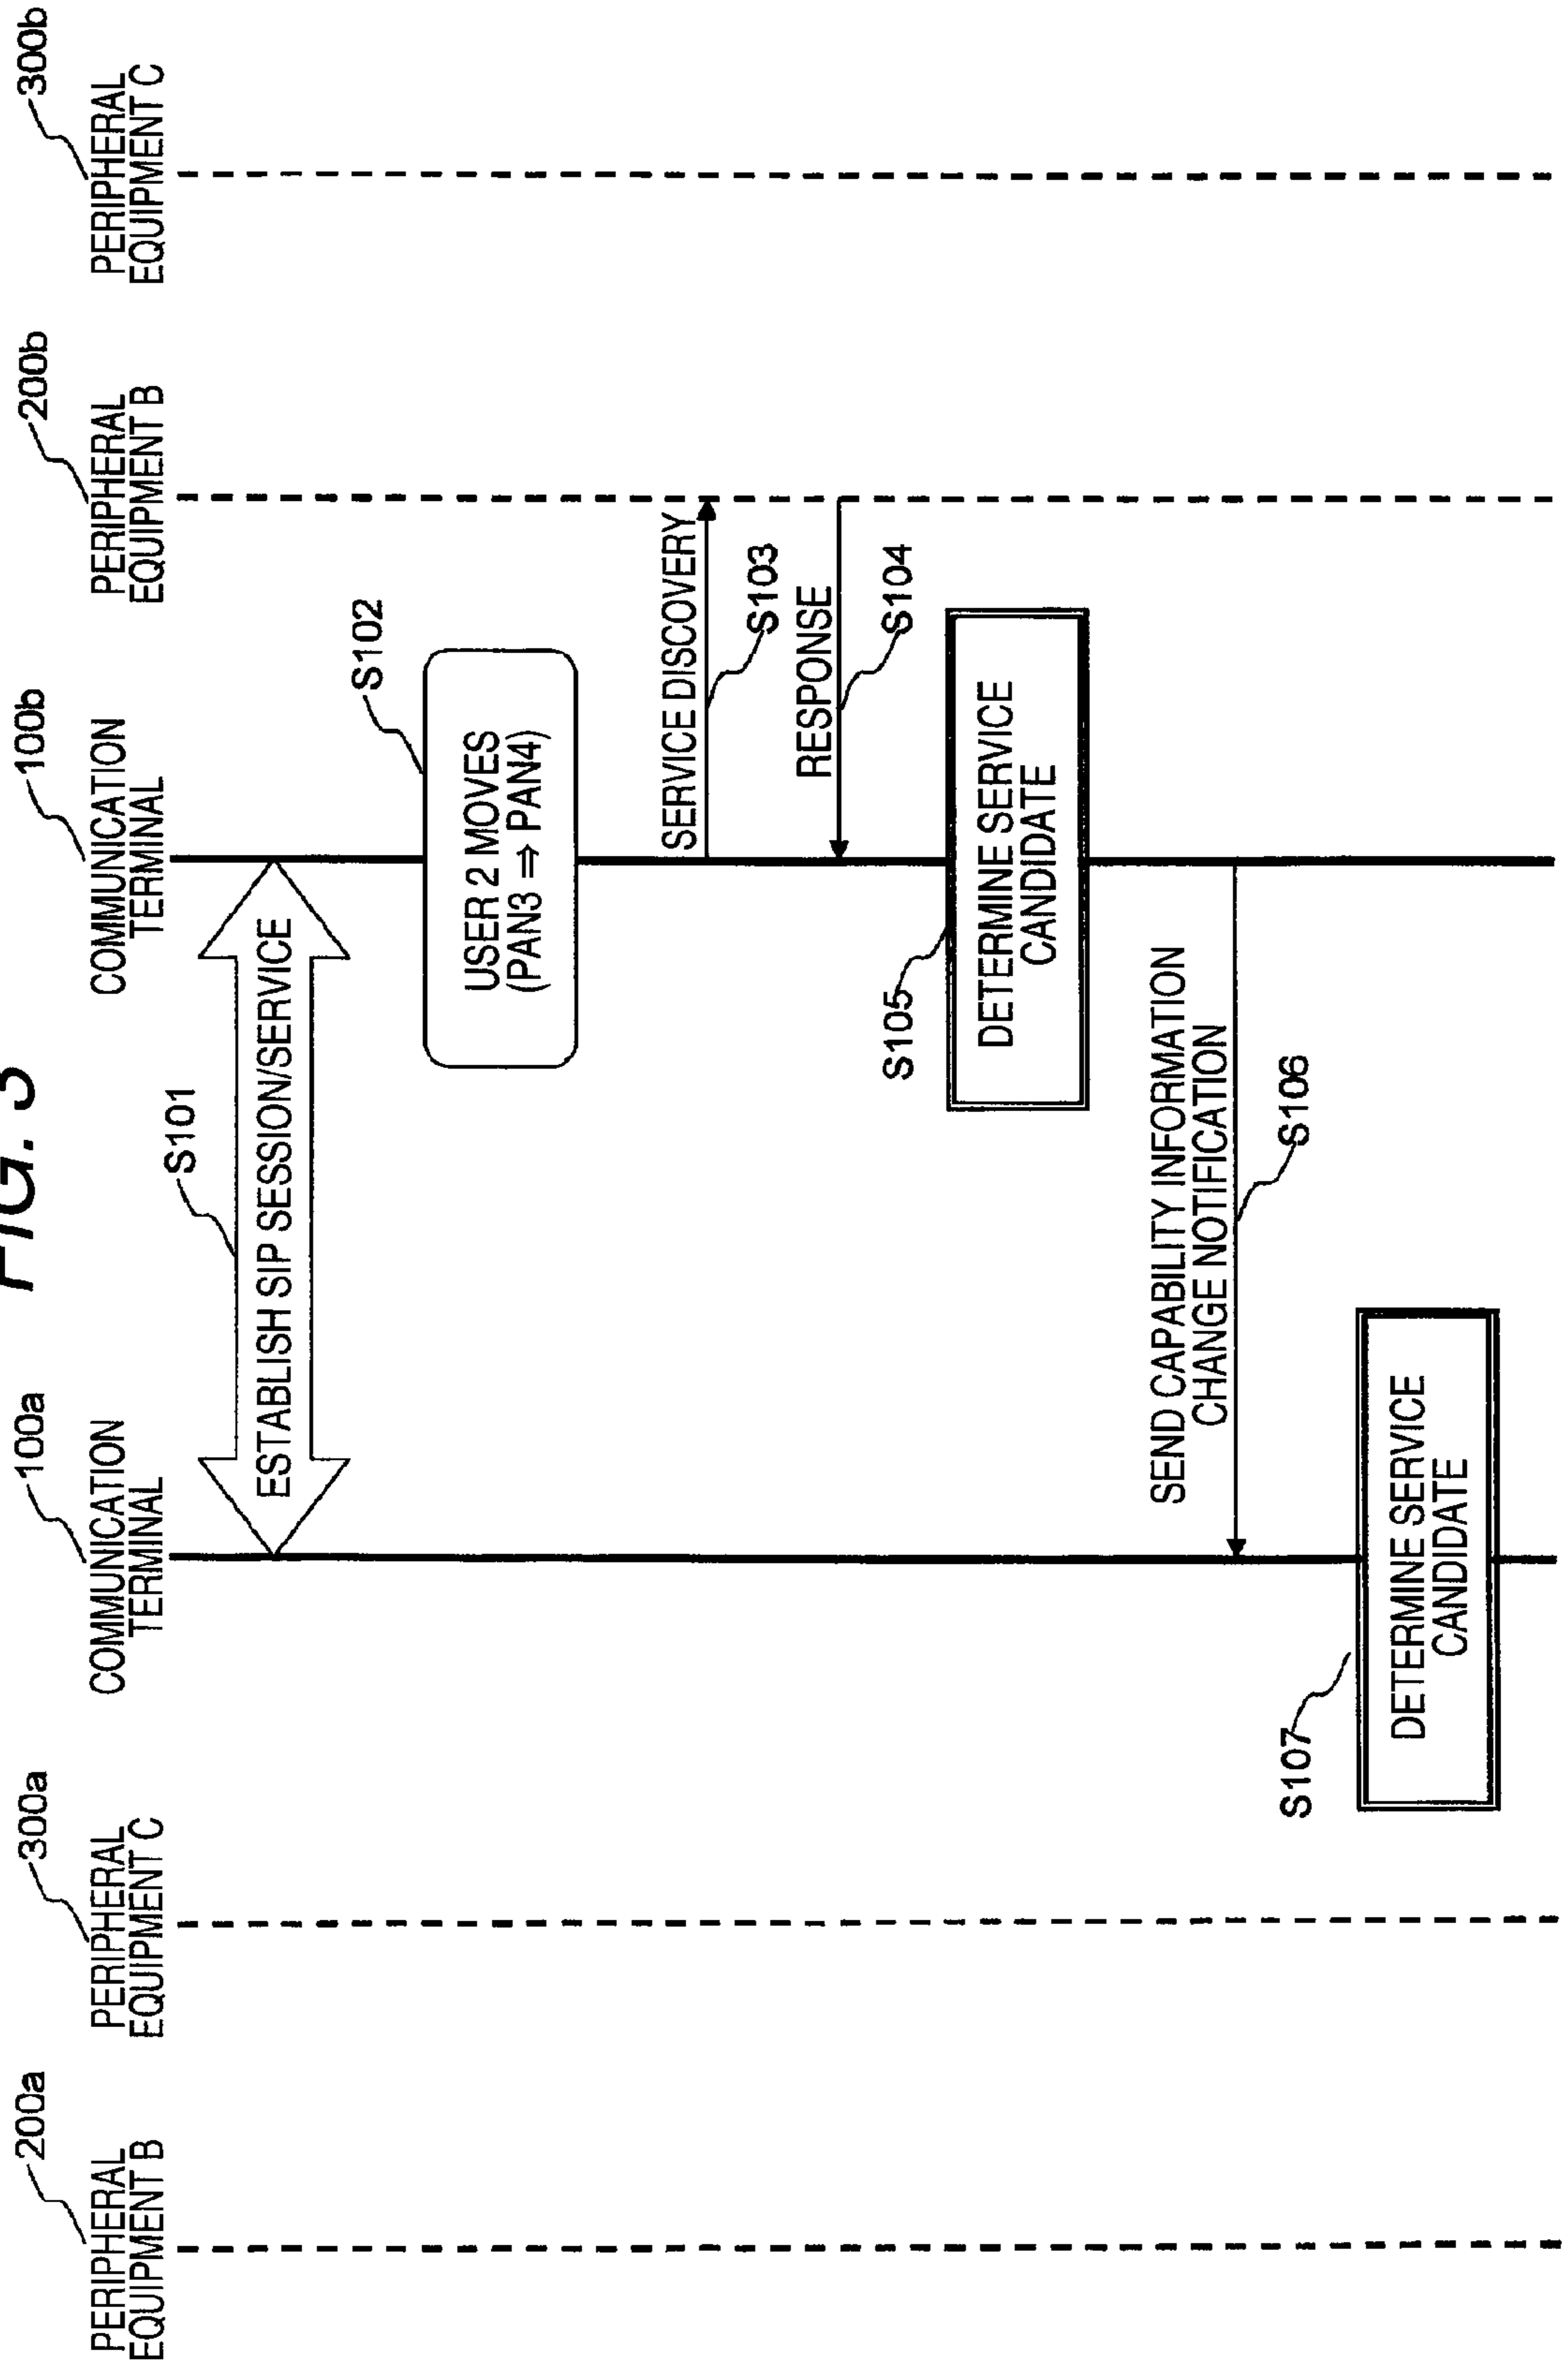 FIG. 3
200a
PERIPHERAL
EQUIPMENT B
300a
PERIPHERAL
EQUIPMENT C
100a
COMMUNICATION
TERMINAL
100b
COMMUNICATION
TERMINAL
200b
PERIPHERAL
EQUIPMENT B
300b
PERIPHERAL
EQUIPMENT C
S101
ESTABLISH SIP SESSION/SERVICE
S102
USER 2 MOVES
(PAN3 ⇒ PAN4)
SERVICE DISCOVERY
S103
RESPONSE
S104
S105
DETERMINE SERVICE
CANDIDATE
SEND CAPABILITY INFORMATION
CHANGE NOTIFICATION
S106
S107
DETERMINE SERVICE
CANDIDATE